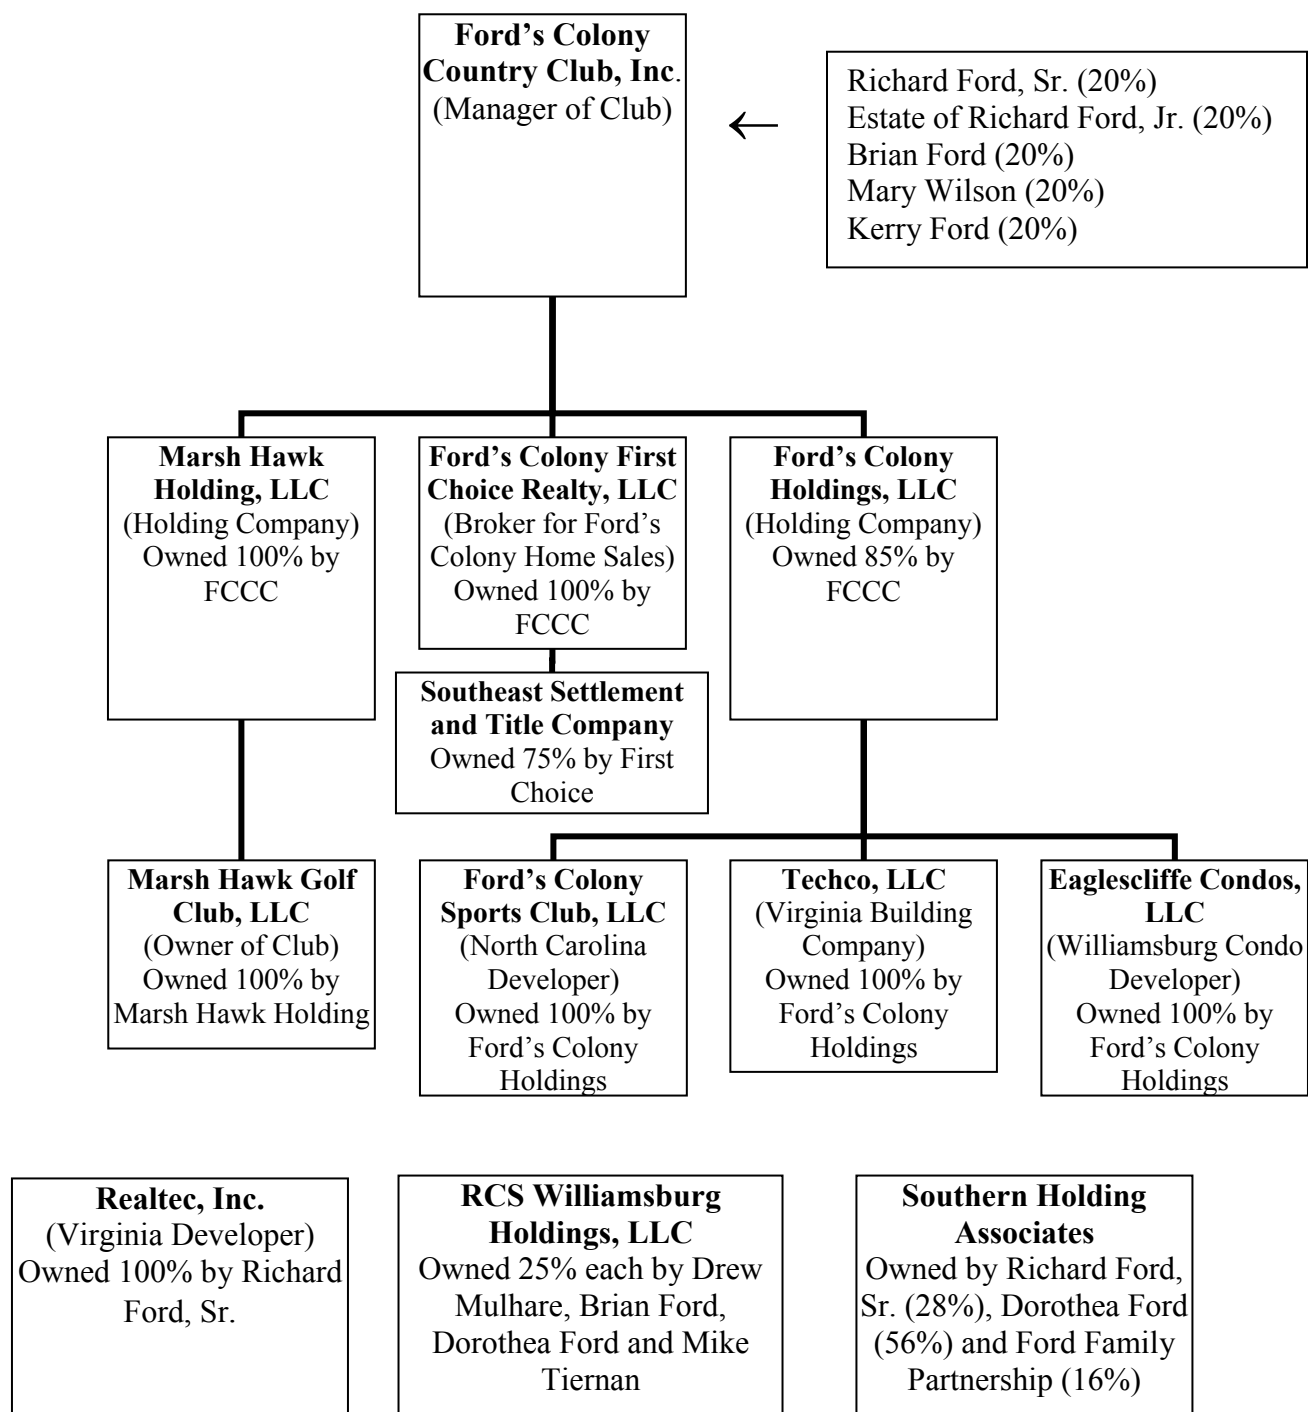 Ford’s Colony
Country Club, Inc.
(Manager of Club)
←
Richard Ford, Sr. (20%)
Estate of Richard Ford, Jr. (20%)
Brian Ford (20%)
Mary Wilson (20%)
Kerry Ford (20%)
Marsh Hawk
Holding, LLC
(Holding Company)
Owned 100% by
FCCC
Ford’s Colony First
Choice Realty, LLC
(Broker for Ford’s
Colony Home Sales)
Owned 100% by
FCCC
Ford’s Colony
Holdings, LLC
(Holding Company)
Owned 85% by
FCCC
Southeast Settlement
and Title Company
Owned 75% by First
Choice
Marsh Hawk Golf
Club, LLC
(Owner of Club)
Owned 100% by
Marsh Hawk Holding
Ford’s Colony
Sports Club, LLC
(North Carolina
Developer)
Owned 100% by
Ford’s Colony
Holdings
Techco, LLC
(Virginia Building
Company)
Owned 100% by
Ford’s Colony
Holdings
Eaglescliffe Condos,
LLC
(Williamsburg Condo
Developer)
Owned 100% by
Ford’s Colony
Holdings
Realtec, Inc.
(Virginia Developer)
Owned 100% by Richard
Ford, Sr.
RCS Williamsburg
Holdings, LLC
Owned 25% each by Drew
Mulhare, Brian Ford,
Dorothea Ford and Mike
Tiernan
Southern Holding
Associates
Owned by Richard Ford,
Sr. (28%), Dorothea Ford
(56%) and Ford Family
Partnership (16%)